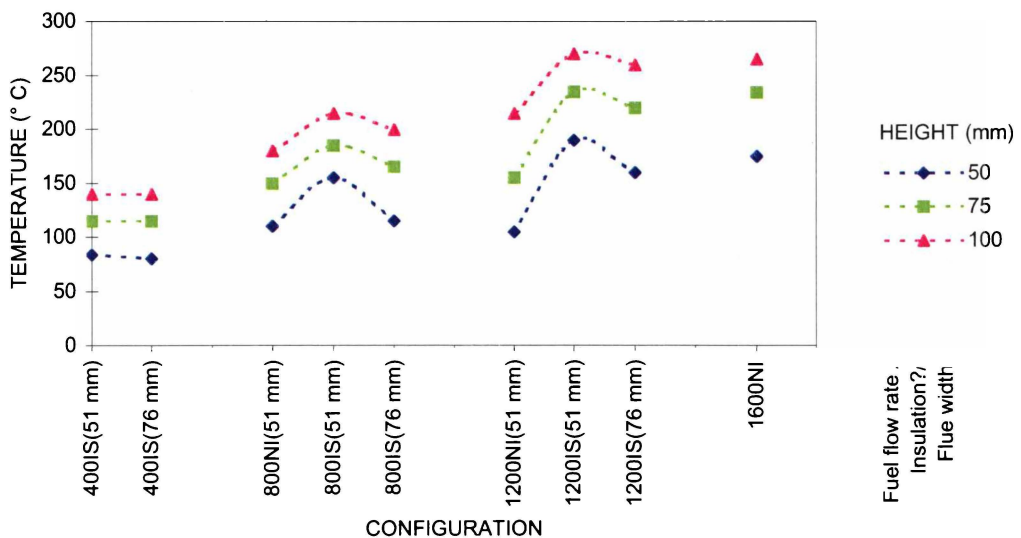 300
250
200
150
100
50
0
TEMPERATURE (° C)
400IS(51 mm)
400IS(76 mm)
800NI(51 mm)
800IS(51 mm)
800IS(76 mm)
1200NI(51 mm)
1200IS(51 mm)
1200IS(76 mm)
1600NI
CONFIGURATION
HEIGHT (mm)
50
75
100
Fuel flow rate
Insulation?/
Flue width